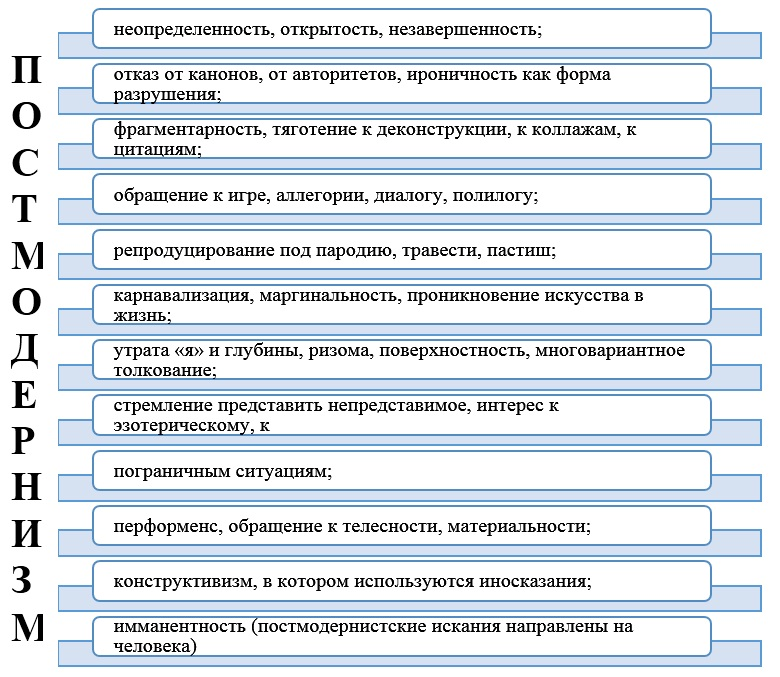 ПОСТМОДЕРНИЗМ
неопределенность, открытость, незавершенность;
отказ от канонов, от авторитетов, ироничность как форма
разрушения;
фрагментарность, тяготение к деконструкции, к коллажам, к
цитациям;
обращение к игре, аллегории, диалогу, полилогу;
репродуцирование под пародию, травести, пастиш;
карнавализация, маргинальность, проникновение искусства в
жизнь;
утрата «я» и глубины, ризома, поверхностность, многовариантное
толкование;
стремление представить непредставимое, интерес к
эзотерическому, к
пограничным ситуациям;
перформенс, обращение к телесности, материальности;
конструктивизм, в котором используются иносказания;
имманентность (постмодернистские искания направлены на
человека)